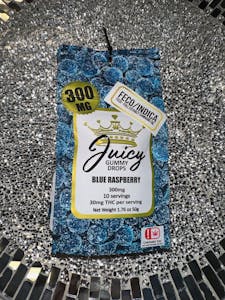 300
MG
FECO/INDICA
Juicy
GUMMY
DROPS
BLUE RASPBERRY
300mg
10 servings
30mg THC per serving
Net Weight 1.76 oz 50g